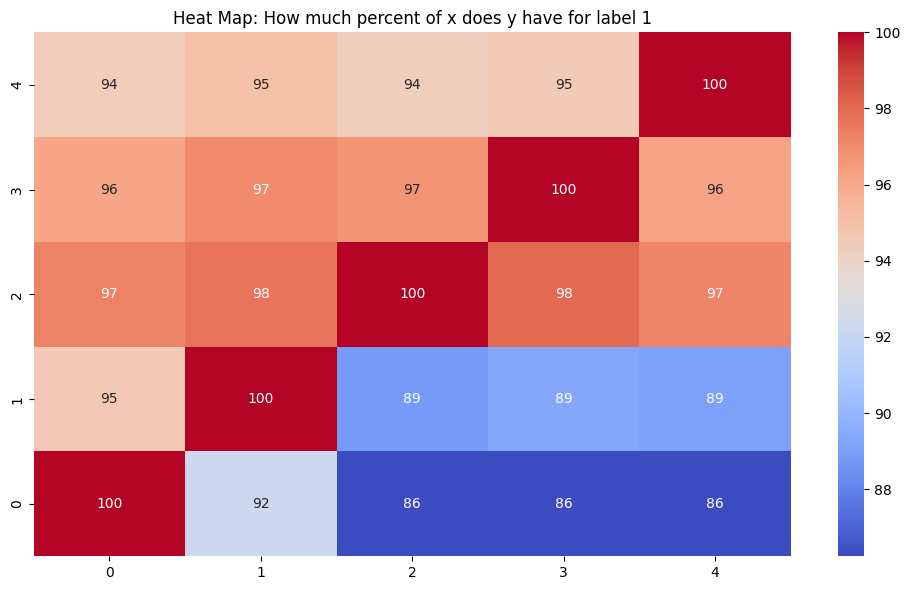 Heat Map: How much percent of x does y have for label 1
4 94 95 94 95 100
3 96 97 97 100 96
2 97 98 100 98 97
1 95 100 89 89 89
0 100 92 86 86 86
0 1 2 3 4
100
98
96
94
92
90
88